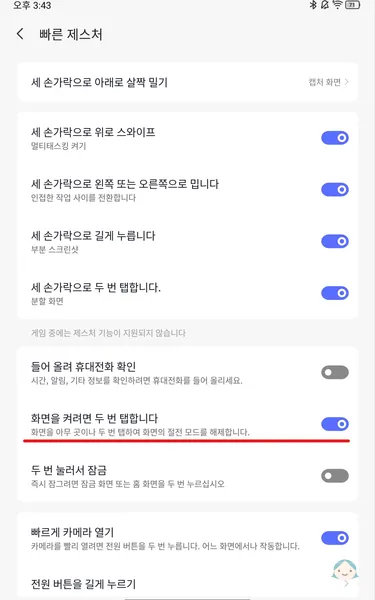 오후 3:43
빠른 제스처
세 손가락으로 아래로 살짝 밀기
캡처 화면
세 손가락으로 위로 스와이프
멀티태스킹 켜기
세 손가락으로 왼쪽 또는 오른쪽으로 밉니다
인접한 작업 사이를 전환합니다
세 손가락으로 길게 누릅니다
부분 스크린샷
세 손가락으로 두 번 탭합니다.
분할 화면
게임 중에는 제스처 기능이 지원되지 않습니다
들어 올려 휴대전화 확인
시간, 알림, 기타 정보를 확인하려면 휴대전화를 들어 올리세요.
화면을 켜려면 두 번 탭합니다
화면을 아무 곳이나 두 번 탭하여 화면의 절전 모드를 해제합니다.
두 번 눌러서 잠금
즉시 잠그려면 잠금 화면 또는 홈 화면을 두 번 누르십시오
빠르게 카메라 열기
카메라를 빨리 열려면 전원 버튼을 두 번 누릅니다. 어느 화면에서나 작동합니다.
전원 버튼을 길게 누르기